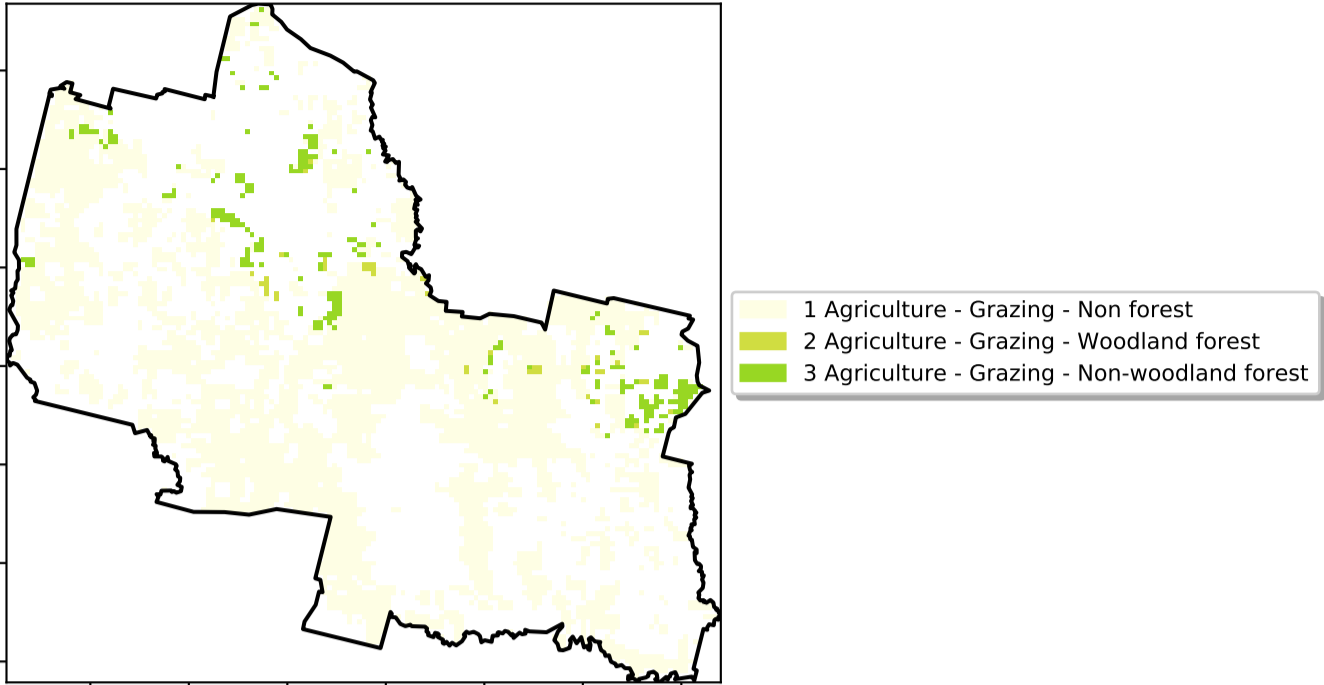 1 Agriculture - Grazing - Non forest
2 Agriculture - Grazing - Woodland forest
3 Agriculture - Grazing - Non-woodland forest